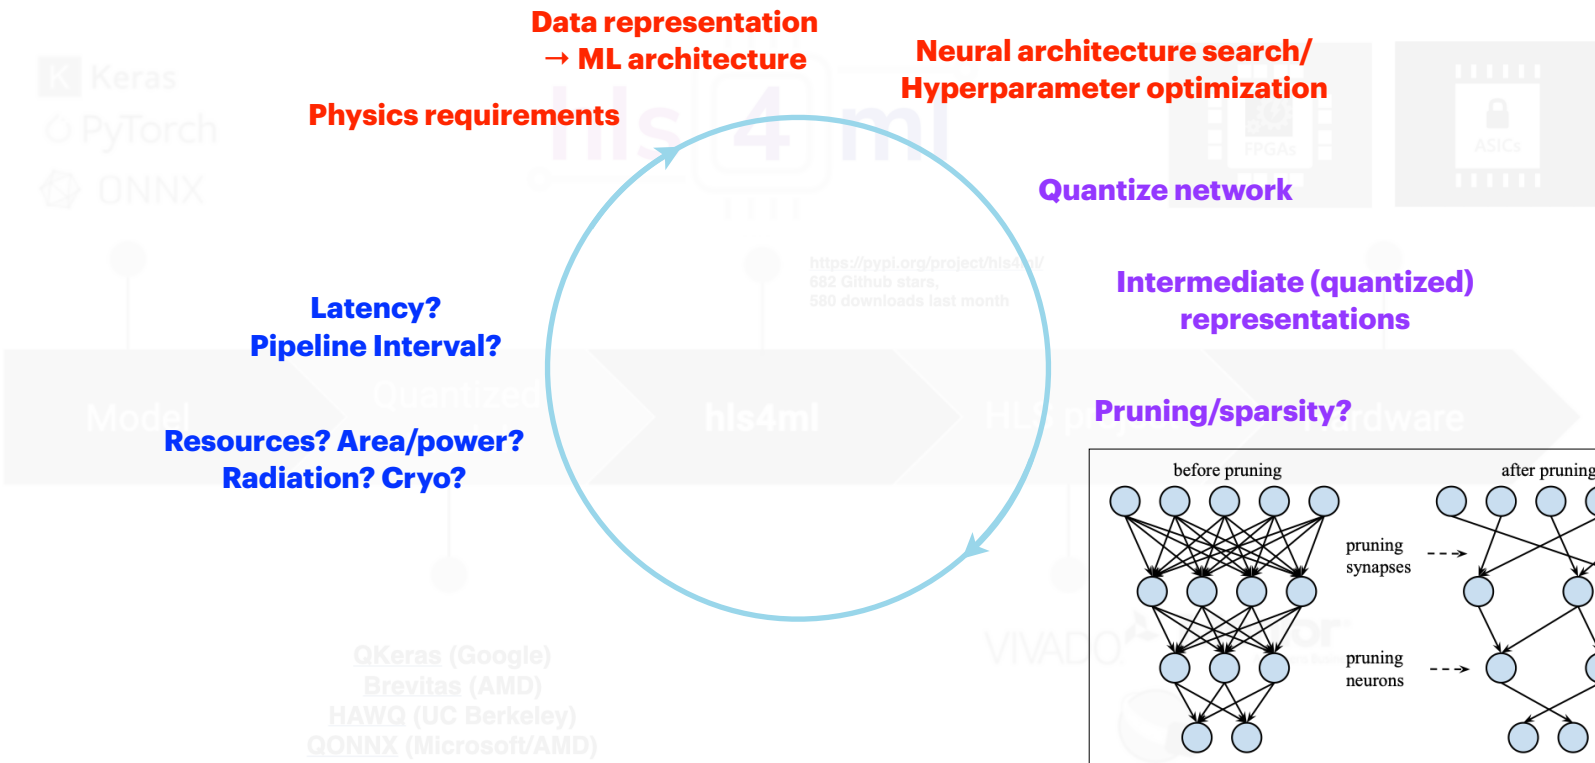 Data representation
→ ML architecture
Neural architecture search/
Hyperparameter optimization
Physics requirements
Keras
PyTorch
ONNX
hls 4 ml
FPGAs
ASICs
Quantize network
https://pypi.org/project/hls4ml/
682 Github stars,
580 downloads last month
Intermediate (quantized)
representations
Latency?
Pipeline Interval?
Model
Quantized
hls4ml
HLS
Pruning/sparsity?
Resources? Area/power?
Radiation? Cryo?
before pruning
after pruning
pruning
synapses
pruning
neurons
VIVADO
QKeras (Google)
Brevitas (AMD)
HAWQ (UC Berkeley)
QONNX (Microsoft/AMD)